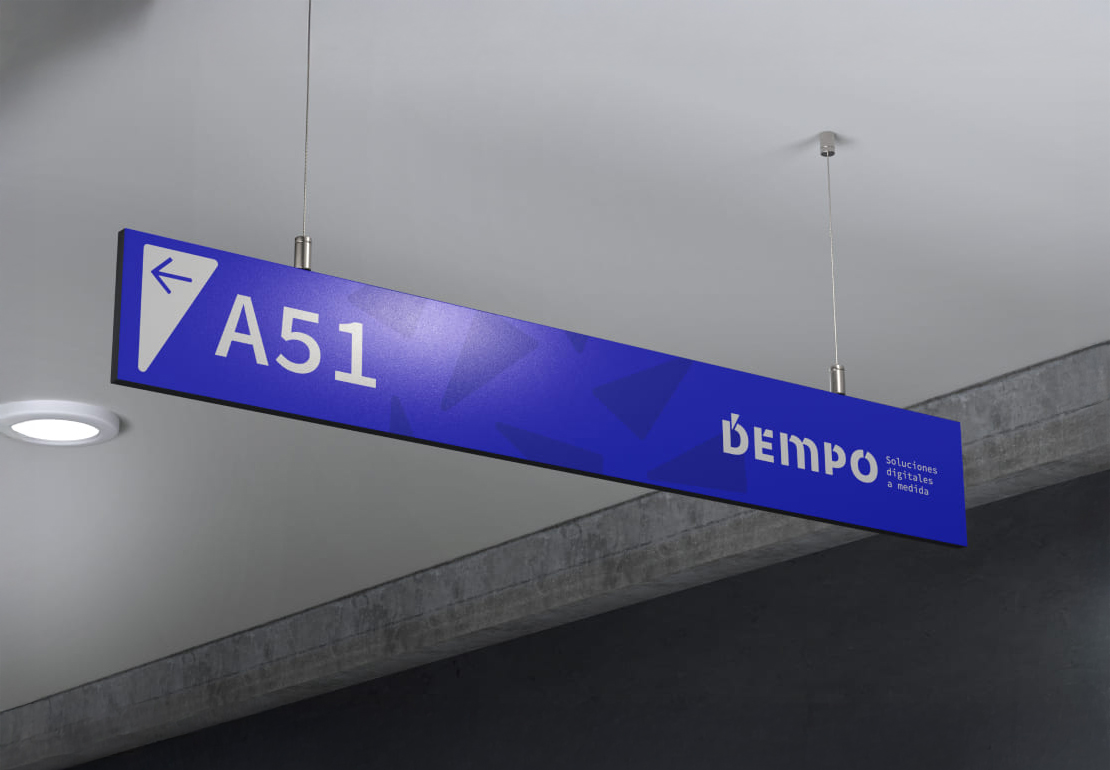 A51
DEMPO
Soluciones
digitales
a medida